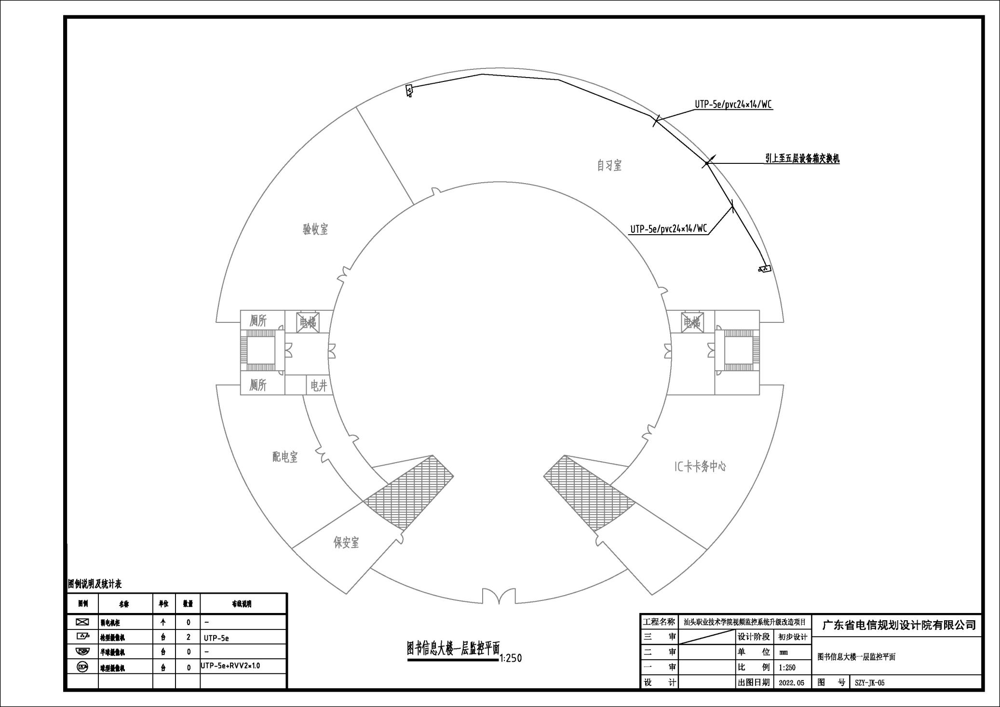 UTP-5e/pvc24×14/WC
引上至五层设备箱交换机
自习室
验收室
UTP-5e/pvc24×14/WC
厕所
电梯
电梯
厕所
电井
配电室
IC卡卡务中心
保安室
图例说明及统计表
图例 名称 单位 数量 布线说明
弱电机柜 个 0 -
枪型摄像机 台 2 UTP-5e
半球摄像机 台 0 -
球型摄像机 台 0 UTP-5e+RVV2×1.0
图书信息大楼一层监控平面
1:250
工程名称 汕头职业技术学院视频监控系统升级改造项目 广东省电信规划设计院有限公司
三 审 设计阶段 初步设计
二 审 单 位 mm 图书信息大楼一层监控平面
一 审 比 例 1:250
设 计 出图日期 2022.05 图 号 SZY-JK-05